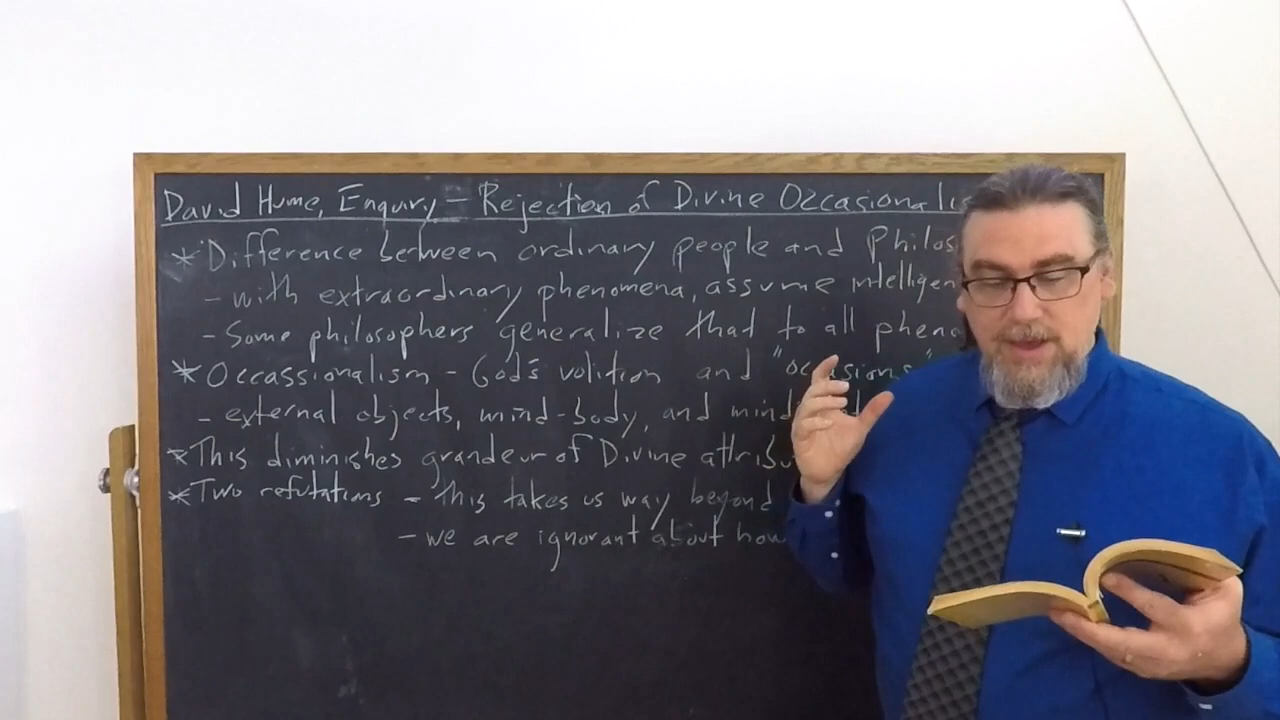 David Hume, Enquiry - Rejection of Divine Occasionalis
* Difference between ordinary people and Philos
- with extraordinary phenomena, assume intelligen
- Some philosophers generalize that to all pheno
* Occassionalism - God's volition and "occasions"
- external objects, mind-body, and mind
* This diminishes grandeur of Divine attribu
* Two refutations - this takes us way beyond
- we are ignorant about how